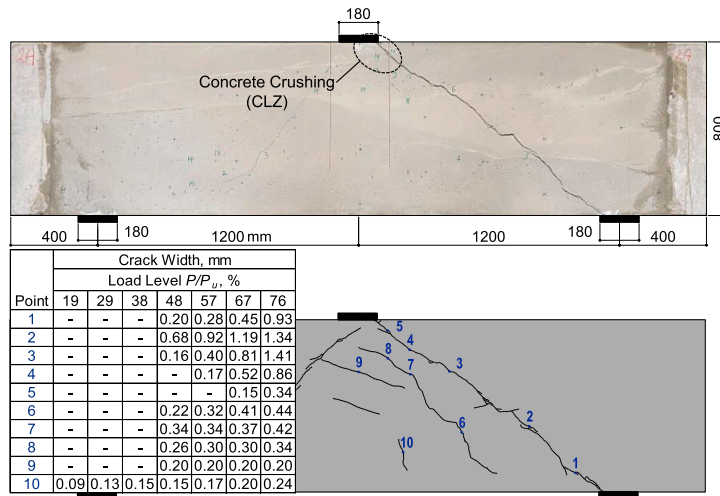 180
Concrete Crushing
(CLZ)
800
400 180 1200 mm 1200 180 400
Crack Width, mm
Load Level P/Pu, %
Point 19 29 38 48 57 67 76
1 - - - 0.20 0.28 0.45 0.93
2 - - - 0.68 0.92 1.19 1.34
3 - - - 0.16 0.40 0.81 1.41
4 - - - - 0.17 0.52 0.86
5 - - - - - 0.15 0.34
6 - - - 0.22 0.32 0.41 0.44
7 - - - 0.34 0.34 0.37 0.42
8 - - - 0.26 0.30 0.30 0.34
9 - - - 0.20 0.20 0.20 0.20
10 0.09 0.13 0.15 0.15 0.17 0.20 0.24
5
4
8
9 7 3
2
6
10
1